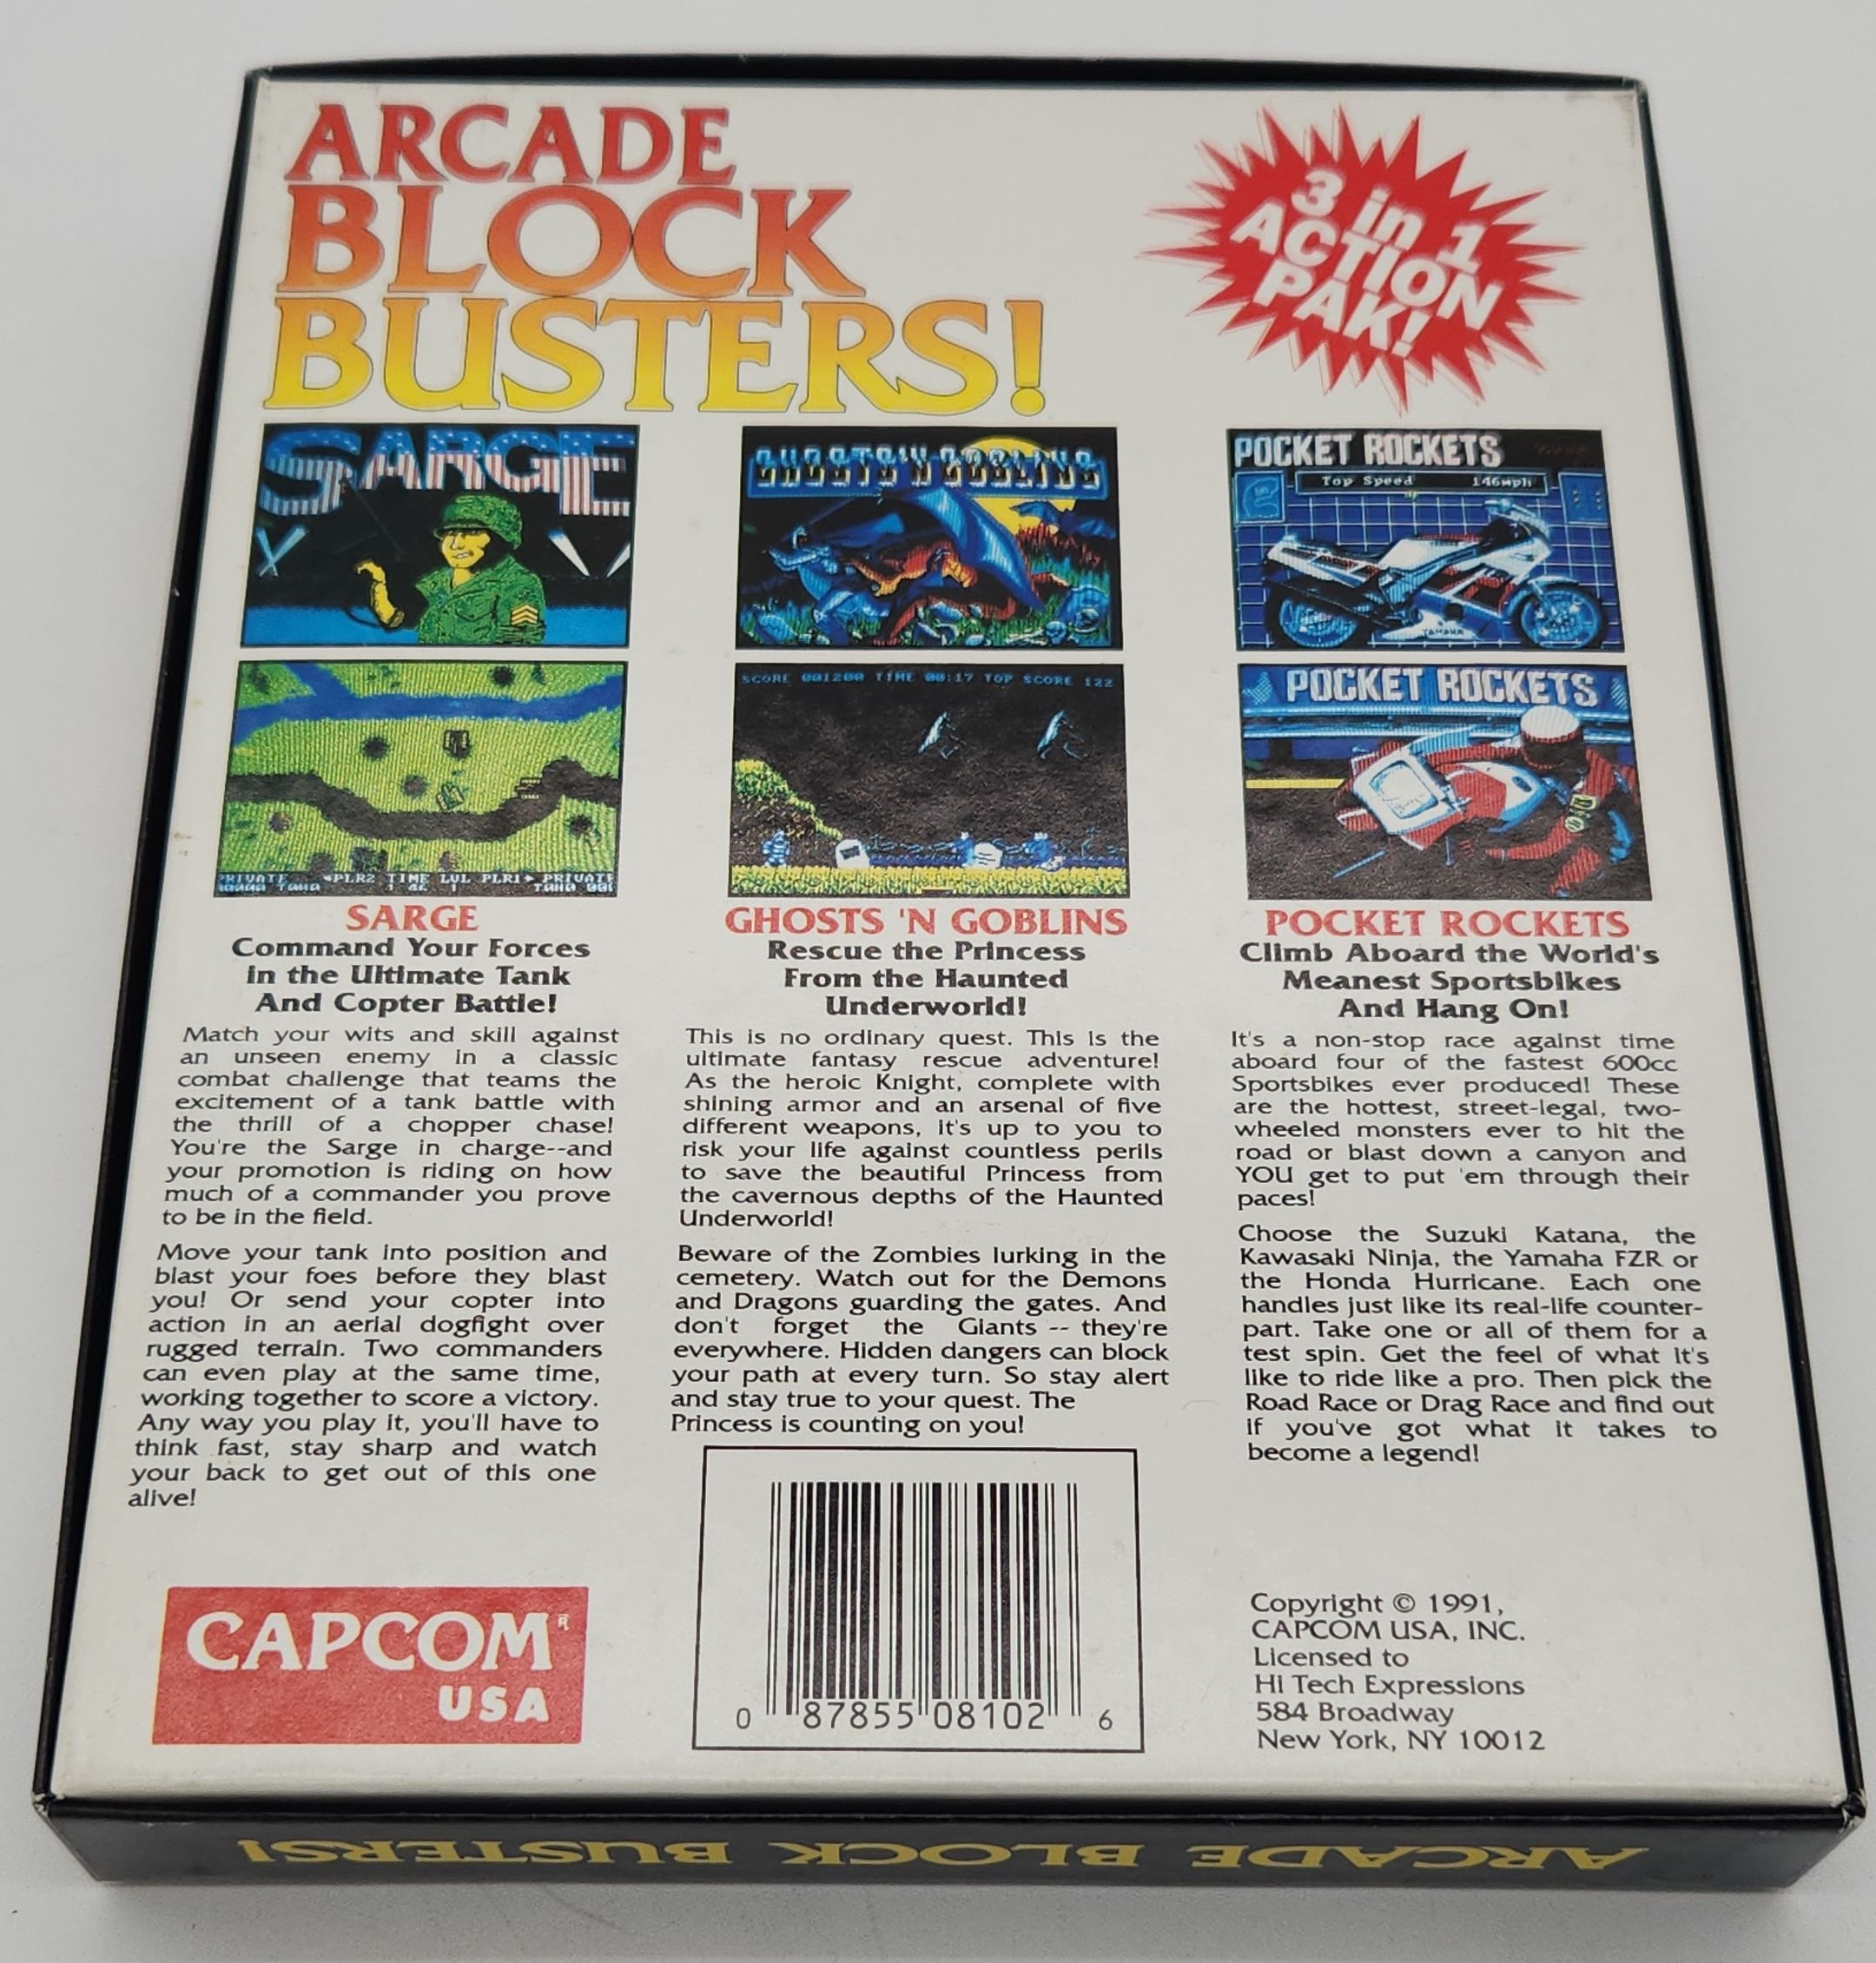 ARCADE
BLOCK
BUSTERS!
3 in 1
ACTION
PAK!
SARGE
GHOSTS'N GOBLINS
POCKET ROCKETS
Top Speed 146mph
YAMAHA
PRIVATE ◂PLR2 TIME LVL PLR1▸ PRIVATE
SCORE 001200 TIME 00:17 TOP SCORE 122
POCKET ROCKETS
SARGE
Command Your Forces
in the Ultimate Tank
And Copter Battle!
Match your wits and skill against
an unseen enemy in a classic
combat challenge that teams the
excitement of a tank battle with
the thrill of a chopper chase!
You're the Sarge in charge--and
your promotion is riding on how
much of a commander you prove
to be in the field.
Move your tank into position and
blast your foes before they blast
you! Or send your copter into
action in an aerial dogfight over
rugged terrain. Two commanders
can even play at the same time,
working together to score a victory.
Any way you play it, you'll have to
think fast, stay sharp and watch
your back to get out of this one
alive!
GHOSTS 'N GOBLINS
Rescue the Princess
From the Haunted
Underworld!
This is no ordinary quest. This is the
ultimate fantasy rescue adventure!
As the heroic Knight, complete with
shining armor and an arsenal of five
different weapons, it's up to you to
risk your life against countless perils
to save the beautiful Princess from
the cavernous depths of the Haunted
Underworld!
Beware of the Zombies lurking in the
cemetery. Watch out for the Demons
and Dragons guarding the gates. And
don't forget the Giants -- they're
everywhere. Hidden dangers can block
your path at every turn. So stay alert
and stay true to your quest. The
Princess is counting on you!
POCKET ROCKETS
Climb Aboard the World's
Meanest Sportsbikes
And Hang On!
It's a non-stop race against time
aboard four of the fastest 600cc
Sportsbikes ever produced! These
are the hottest, street-legal, two-
wheeled monsters ever to hit the
road or blast down a canyon and
YOU get to put 'em through their
paces!
Choose the Suzuki Katana, the
Kawasaki Ninja, the Yamaha FZR or
the Honda Hurricane. Each one
handles just like its real-life counter-
part. Take one or all of them for a
test spin. Get the feel of what it's
like to ride like a pro. Then pick the
Road Race or Drag Race and find out
if you've got what it takes to
become a legend!
CAPCOM®
USA
0 87855 08102 6
Copyright © 1991,
CAPCOM USA, INC.
Licensed to
Hi Tech Expressions
584 Broadway
New York, NY 10012
ARCADE BLOCK BUSTERS!